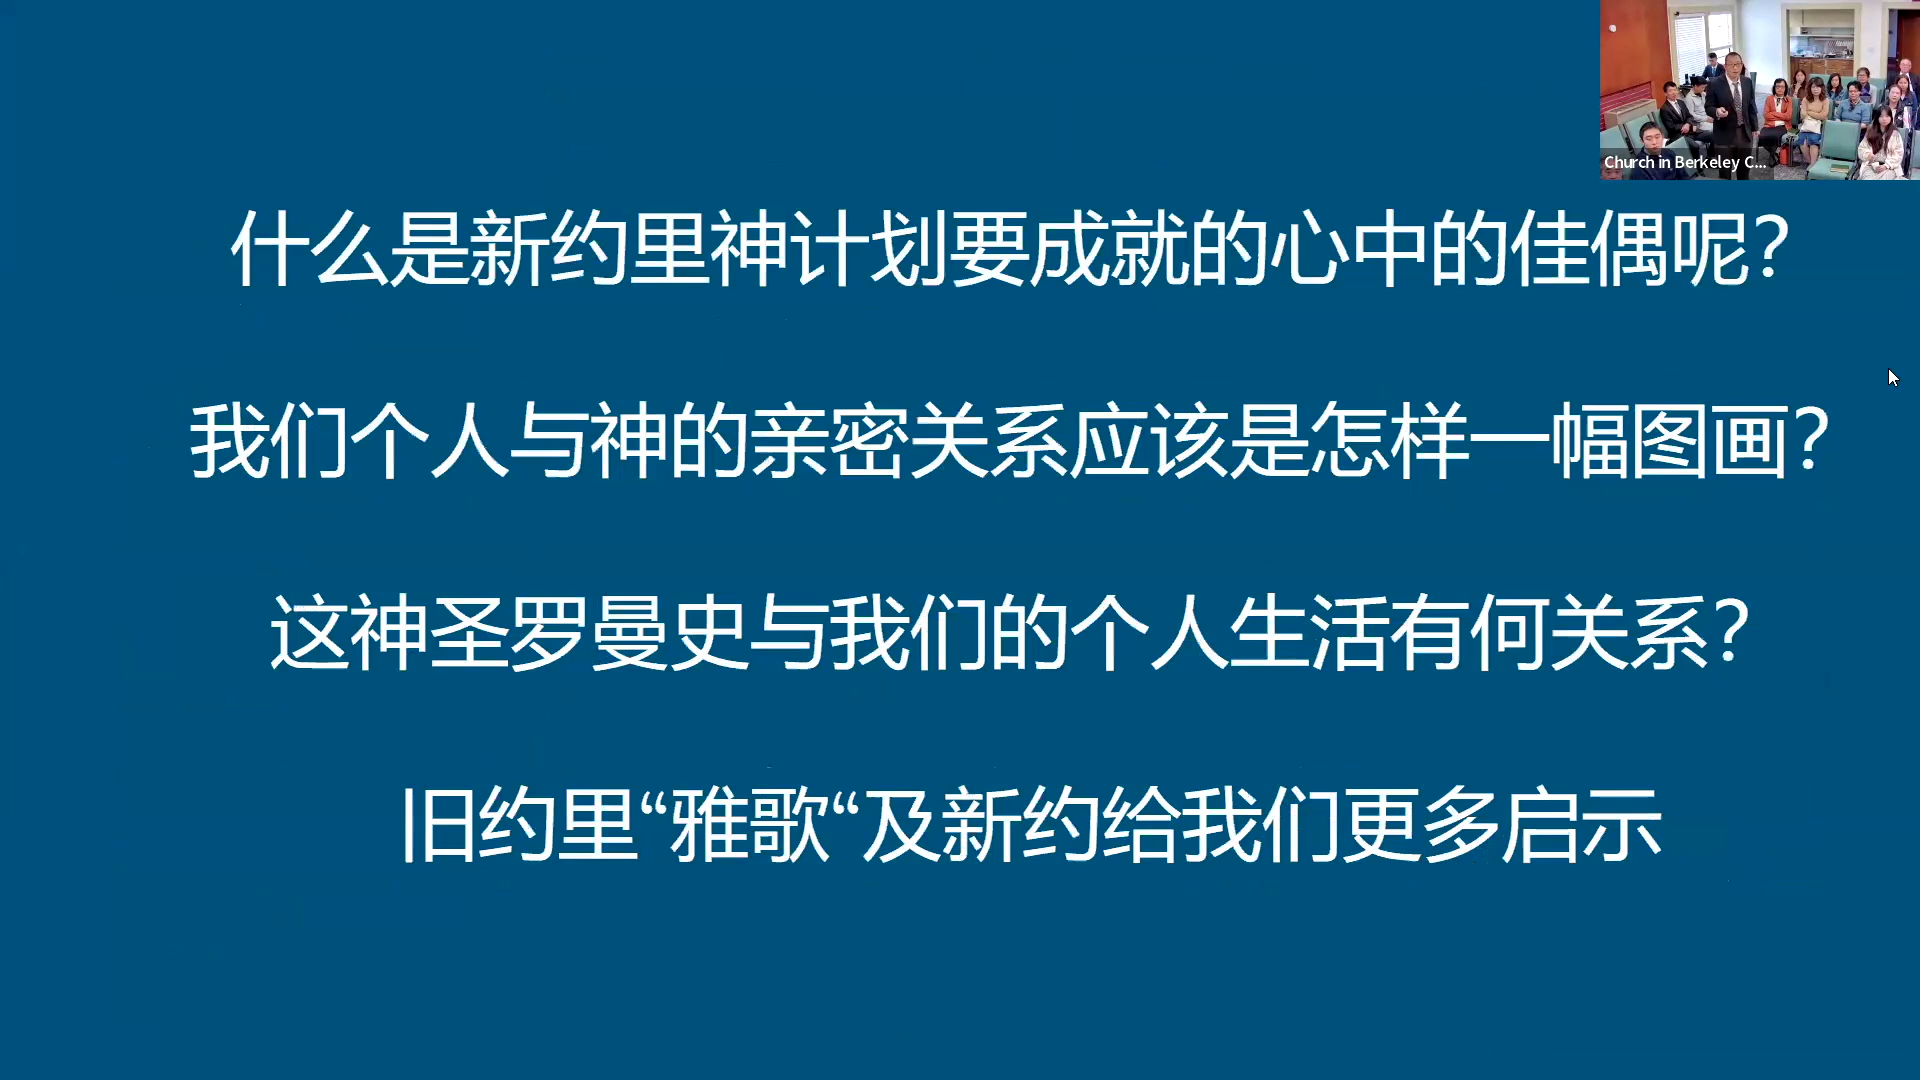 Church in Berkeley C...
什么是新约里神计划要成就的心中的佳偶呢?
我们个人与神的亲密关系应该是怎样一幅图画?
这神圣罗曼史与我们的个人生活有何关系?
旧约里“雅歌“及新约给我们更多启示